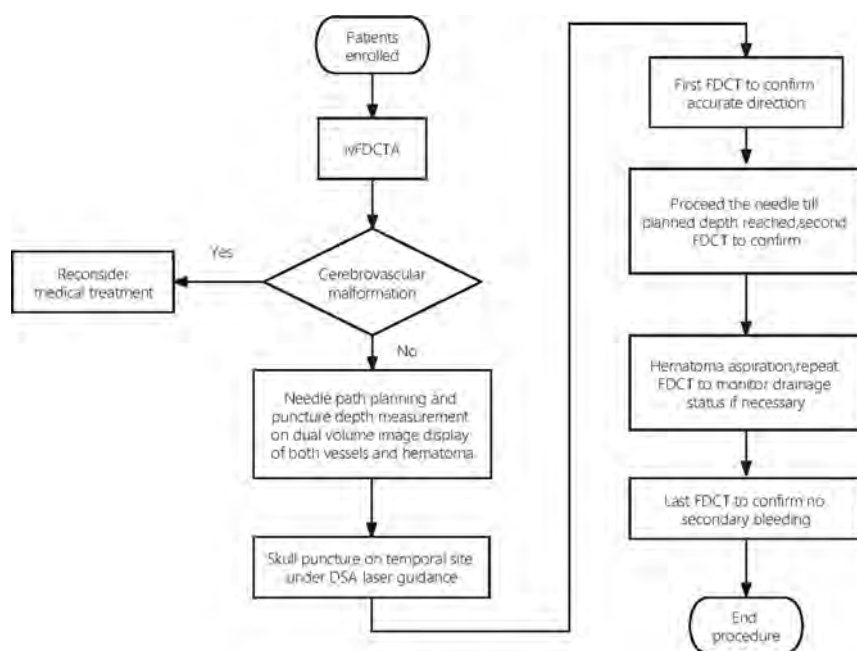 Patients
enrolled
ivFDCTA
Yes
Cerebrovascular
malformation
Reconsider
medical treatment
No
Needle path planning and
puncture depth measurement
on dual volume image display
of both vessels and hematoma
Skull puncture on temporal site
under DSA laser guidance
First FDCT to confirm
accurate direction
Proceed the needle till
planned depth reached,second
FDCT to confirm
Hematoma aspiration,repeat
FDCT to monitor drainage
status if necessary
Last FDCT to confirm no
secondary bleeding
End
procedure